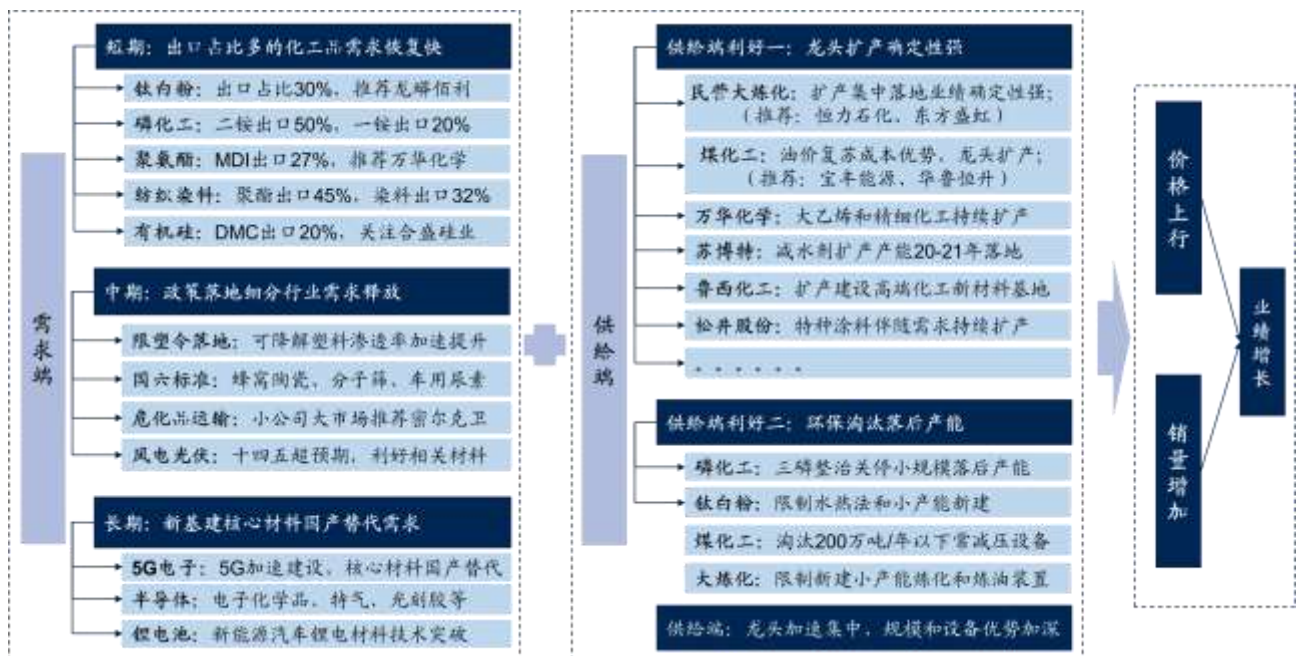 需求端
短期：出口占比多的化工品需求恢复快
钛白粉：出口占比30%，推荐龙蟒佰利
磷化工：二铵出口50%，一铵出口20%
聚氨酯：MDI出口27%，推荐万华化学
纺织染料：聚酯出口45%，染料出口32%
有机硅：DMC出口20%，关注合盛硅业
中期：政策落地细分行业需求释放
限塑令落地：可降解塑料渗透率加速提升
国六标准：蜂窝陶瓷、分子筛、车用尿素
危化品运输：小公司大市场推荐密尔克卫
风电光伏：十四五超预期，利好相关材料
长期：新基建核心材料国产替代需求
5G电子：5G加速建设、核心材料国产替代
半导体：电子化学品、特气、光刻胶等
锂电池：新能源汽车锂电材料技术突破
供给端
供给端利好一：龙头扩产确定性强
民营大炼化：扩产集中落地业绩确定性强；
（推荐：恒力石化、东方盛虹）
煤化工：油价复苏成本优势，龙头扩产；
（推荐：宝丰能源、华鲁恒升）
万华化学：大乙烯和精细化工持续扩产
苏博特：减水剂扩产产能20-21年落地
鲁西化工：扩产建设高端化工新材料基地
松井股份：特种涂料伴随需求持续扩产
。。。。。。
供给端利好二：环保淘汰落后产能
磷化工：三磷整治关停小规模落后产能
钛白粉：限制水热法和小产能新建
煤化工：淘汰200万吨/年以下常减压设备
大炼化：限制新建小产能炼化和炼油装置
供给端：龙头加速集中、规模和设备优势加深
价格上行
销量增加
业绩增长